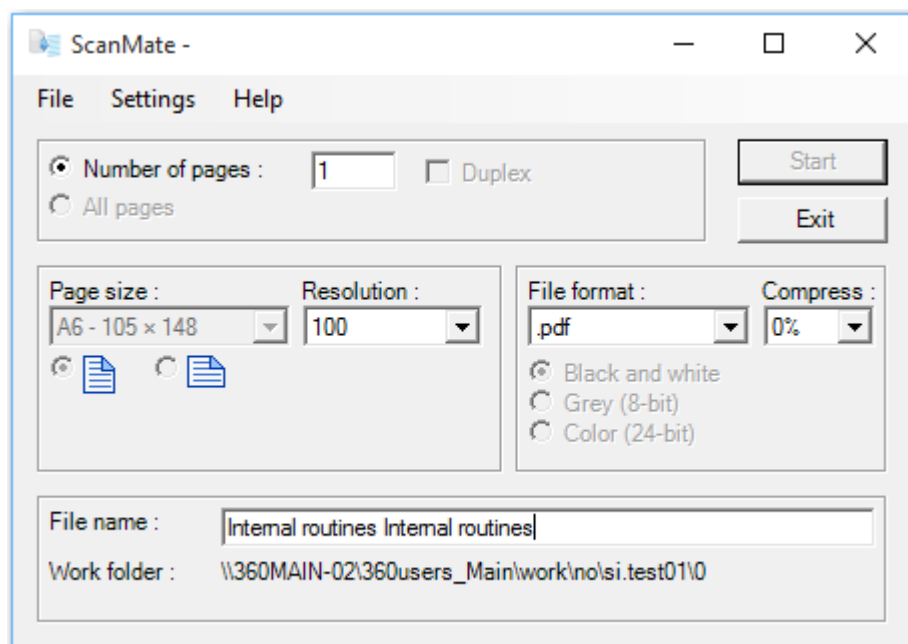 ScanMate -
File Settings Help
Number of pages : 1 Duplex Start
All pages Exit
Page size : Resolution : File format : Compress :
A6 - 105 × 148 100 .pdf 0%
Black and white
Grey (8-bit)
Color (24-bit)
File name : Internal routines Internal routines
Work folder : \\360MAIN-02\360users_Main\work\no\si.test01\0